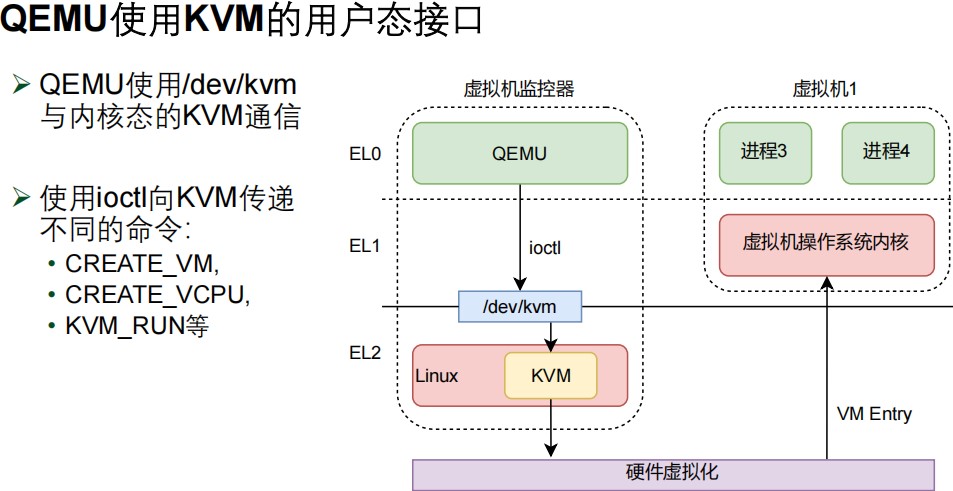 QEMU使用KVM的用户态接口
QEMU使用/dev/kvm
与内核态的KVM通信
使用ioctl向KVM传递
不同的命令:
• CREATE_VM,
• CREATE_VCPU,
• KVM_RUN等
虚拟机监控器
虚拟机1
EL0
QEMU
进程3
进程4
EL1
ioctl
虚拟机操作系统内核
/dev/kvm
EL2
Linux
KVM
VM Entry
硬件虚拟化